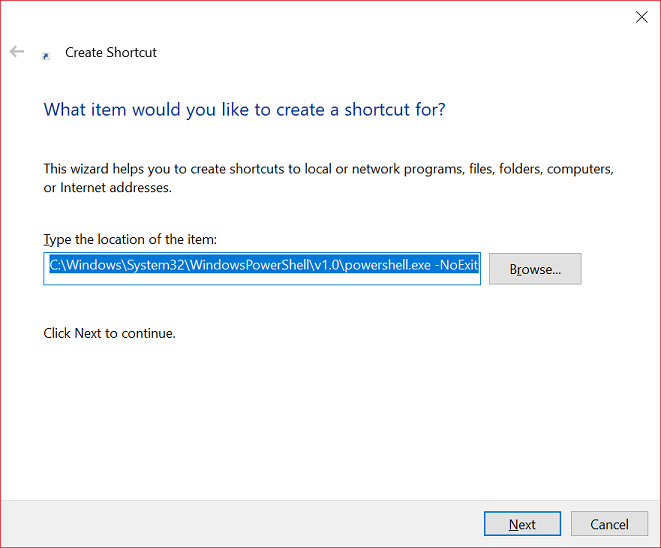 Create Shortcut
What item would you like to create a shortcut for?
This wizard helps you to create shortcuts to local or network programs, files, folders, computers,
or Internet addresses.
Type the location of the item:
C:\Windows\System32\WindowsPowerShell\v1.0\powershell.exe -NoExit
Browse...
Click Next to continue.
Next
Cancel